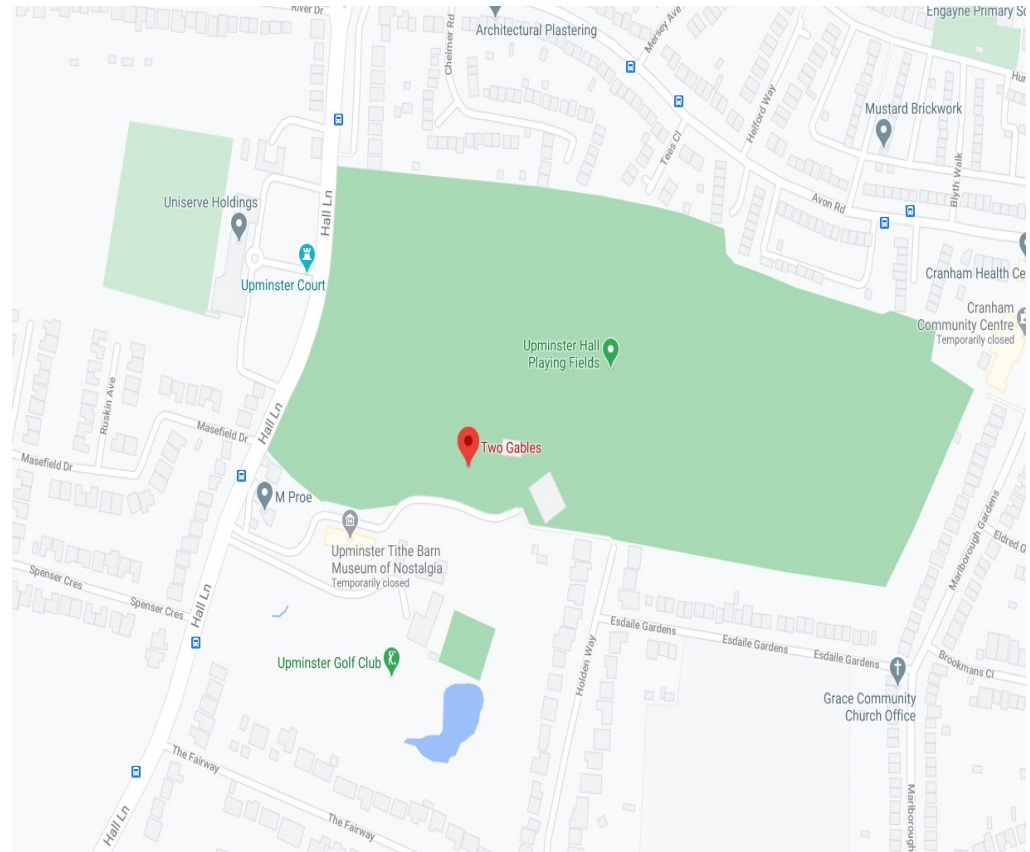 River Dr
Engayne Primary Sc
Architectural Plastering
Mersey Ave
Chelmer Rd
Hur
Helford Way
Mustard Brickwork
Tees Cl
Blyth Walk
Avon Rd
Uniserve Holdings
Hall Ln
Upminster Court
Cranham Health Ce
Cranham
Community Centre
Temporarily closed
Upminster Hall
Playing Fields
Ruskin Ave
Masefield Dr
Hall Ln
Masefield Dr
Two Gables
M Proe
Marlborough Gardens
Eldred G
Upminster Tithe Barn
Museum of Nostalgia
Temporarily closed
Spenser Cres
Spenser Cres
Hall Ln
Esdaile Gardens
Esdaile Gardens
Esdaile Gardens
Holden Way
Upminster Golf Club
Brookmans Cl
Grace Community
Church Office
The Fairway
The Fairway
Marlborough
Hall Ln